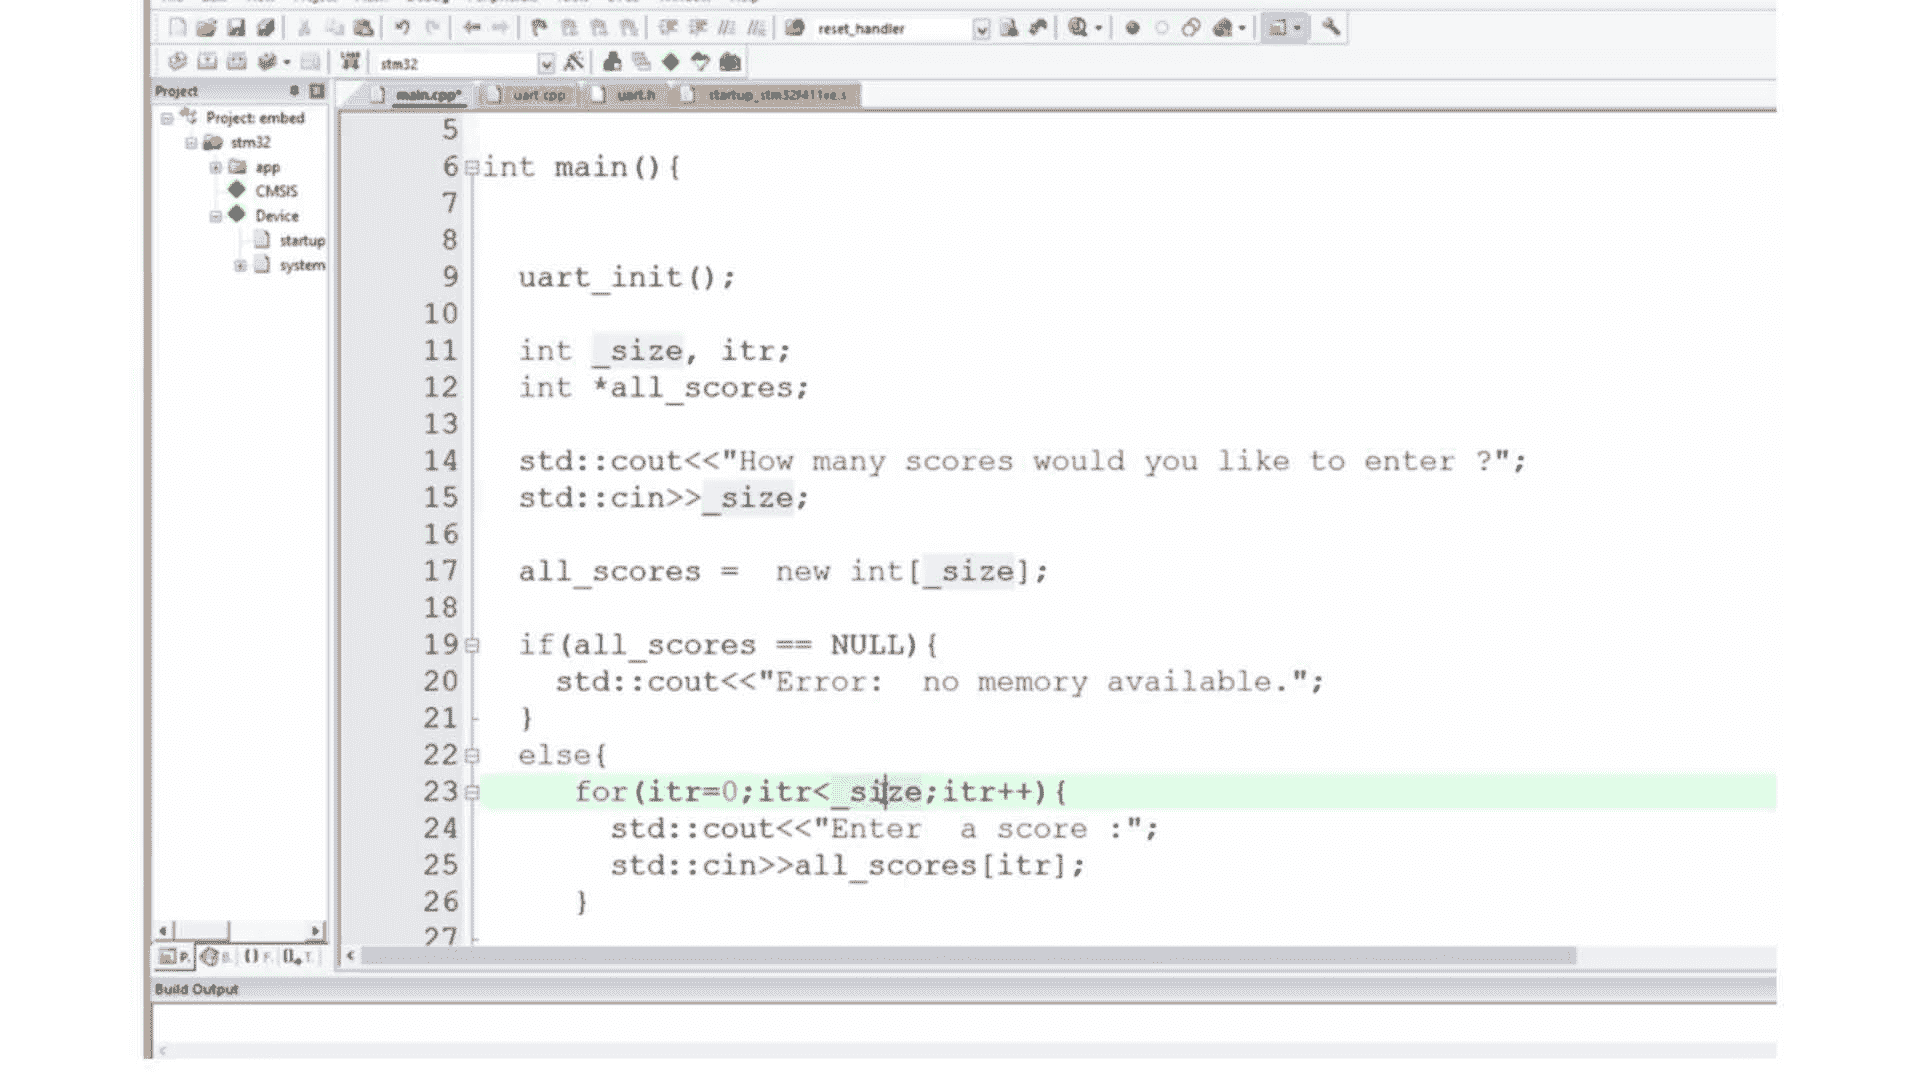 reset_handler
stm32
Project
main.cpp* uart.cpp uart.h startup_stm32f411xe.s
Project: embed
stm32
app
CMSIS
Device
startup
system
5
6 int main(){
7
8
9 uart_init();
10
11 int _size, itr;
12 int *all_scores;
13
14 std::cout<<"How many scores would you like to enter ?";
15 std::cin>>_size;
16
17 all_scores =  new int[_size];
18
19 if(all_scores == NULL){
20 std::cout<<"Error:  no memory available.";
21 }
22 else{
23 for(itr=0;itr<_size;itr++){
24 std::cout<<"Enter  a score :";
25 std::cin>>all_scores[itr];
26 }
27
Build Output